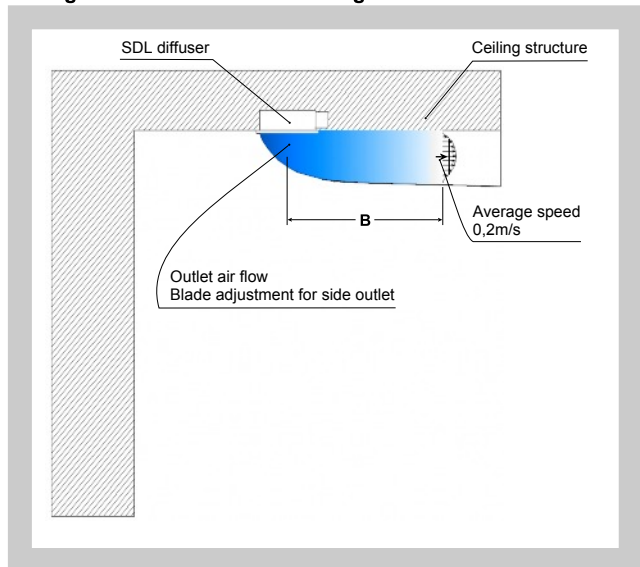 SDL diffuser
Ceiling structure
B
Average speed
0,2m/s
Outlet air flow
Blade adjustment for side outlet